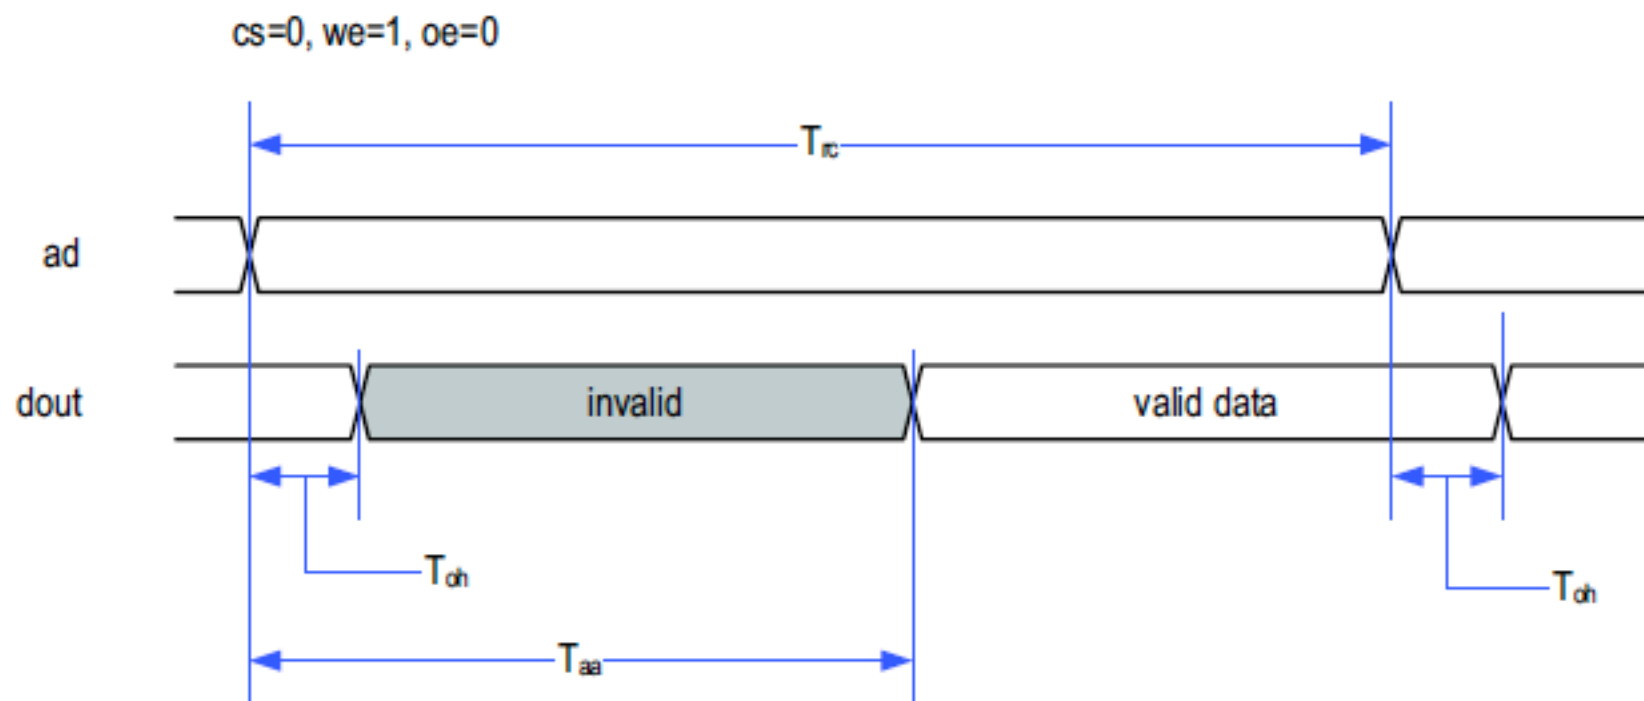 cs=0, we=1, oe=0
Trc
ad
dout
invalid
valid data
Toh
Toh
Taa